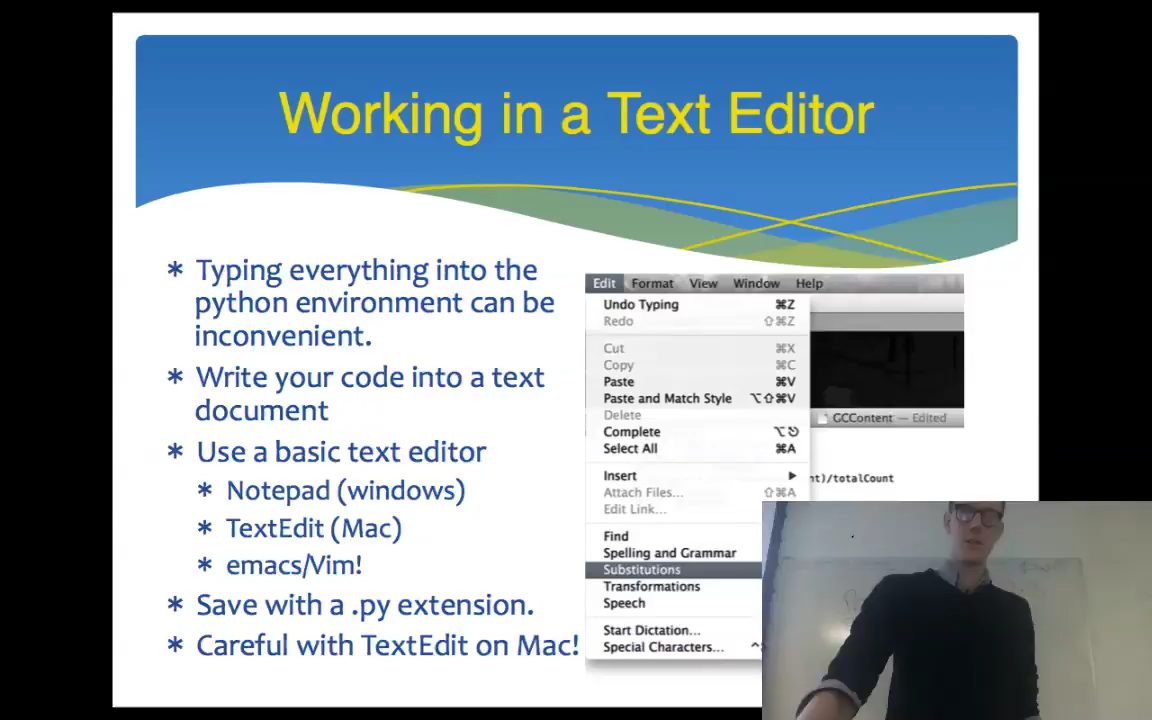 Working in a Text Editor
* Typing everything into the
python environment can be
inconvenient.
* Write your code into a text
document
* Use a basic text editor
* Notepad (windows)
* TextEdit (Mac)
* emacs/Vim!
* Save with a .py extension.
* Careful with TextEdit on Mac!
Edit Format View Window Help
Undo Typing ⌘Z
Redo ⇧⌘Z
Cut ⌘X
Copy ⌘C
Paste ⌘V
Paste and Match Style ⌥⇧⌘V
Delete
Complete ⌥⎋
Select All ⌘A
Insert ▶
Attach Files... ⇧⌘A
Edit Link...
Find
Spelling and Grammar
Substitutions
Transformations
Speech
Start Dictation...
Special Characters...
GCContent — Edited
nt)/totalCount